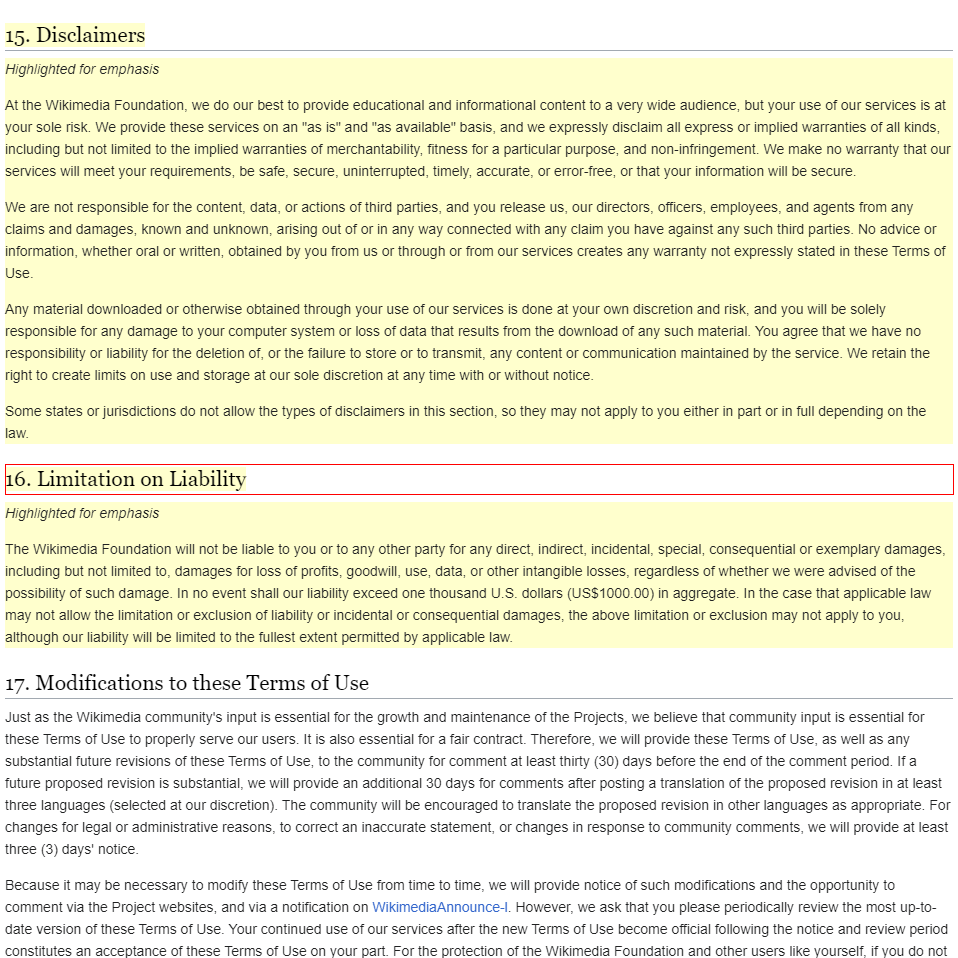 15. Disclaimers
Highlighted for emphasis
At the Wikimedia Foundation, we do our best to provide educational and informational content to a very wide audience, but your use of our services is at
your sole risk. We provide these services on an "as is" and "as available" basis, and we expressly disclaim all express or implied warranties of all kinds,
including but not limited to the implied warranties of merchantability, fitness for a particular purpose, and non-infringement. We make no warranty that our
services will meet your requirements, be safe, secure, uninterrupted, timely, accurate, or error-free, or that your information will be secure.
We are not responsible for the content, data, or actions of third parties, and you release us, our directors, officers, employees, and agents from any
claims and damages, known and unknown, arising out of or in any way connected with any claim you have against any such third parties. No advice or
information, whether oral or written, obtained by you from us or through or from our services creates any warranty not expressly stated in these Terms of
Use.
Any material downloaded or otherwise obtained through your use of our services is done at your own discretion and risk, and you will be solely
responsible for any damage to your computer system or loss of data that results from the download of any such material. You agree that we have no
responsibility or liability for the deletion of, or the failure to store or to transmit, any content or communication maintained by the service. We retain the
right to create limits on use and storage at our sole discretion at any time with or without notice.
Some states or jurisdictions do not allow the types of disclaimers in this section, so they may not apply to you either in part or in full depending on the
law.
16. Limitation on Liability
Highlighted for emphasis
The Wikimedia Foundation will not be liable to you or to any other party for any direct, indirect, incidental, special, consequential or exemplary damages,
including but not limited to, damages for loss of profits, goodwill, use, data, or other intangible losses, regardless of whether we were advised of the
possibility of such damage. In no event shall our liability exceed one thousand U.S. dollars (US$1000.00) in aggregate. In the case that applicable law
may not allow the limitation or exclusion of liability or incidental or consequential damages, the above limitation or exclusion may not apply to you,
although our liability will be limited to the fullest extent permitted by applicable law.
17. Modifications to these Terms of Use
Just as the Wikimedia community's input is essential for the growth and maintenance of the Projects, we believe that community input is essential for
these Terms of Use to properly serve our users. It is also essential for a fair contract. Therefore, we will provide these Terms of Use, as well as any
substantial future revisions of these Terms of Use, to the community for comment at least thirty (30) days before the end of the comment period. If a
future proposed revision is substantial, we will provide an additional 30 days for comments after posting a translation of the proposed revision in at least
three languages (selected at our discretion). The community will be encouraged to translate the proposed revision in other languages as appropriate. For
changes for legal or administrative reasons, to correct an inaccurate statement, or changes in response to community comments, we will provide at least
three (3) days' notice.
Because it may be necessary to modify these Terms of Use from time to time, we will provide notice of such modifications and the opportunity to
comment via the Project websites, and via a notification on WikimediaAnnounce-l. However, we ask that you please periodically review the most up-to-
date version of these Terms of Use. Your continued use of our services after the new Terms of Use become official following the notice and review period
constitutes an acceptance of these Terms of Use on your part. For the protection of the Wikimedia Foundation and other users like yourself, if you do not